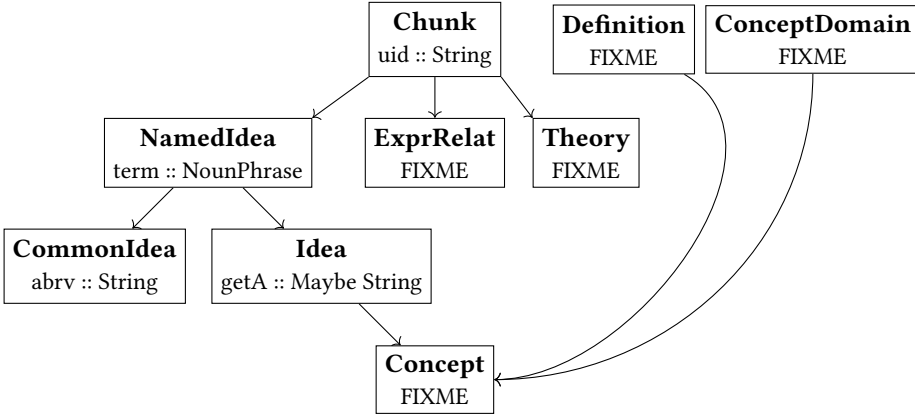 Chunk
uid :: String
Definition
FIXME
ConceptDomain
FIXME
NamedIdea
term :: NounPhrase
ExprRelat
FIXME
Theory
FIXME
CommonIdea
abrv :: String
Idea
getA :: Maybe String
Concept
FIXME